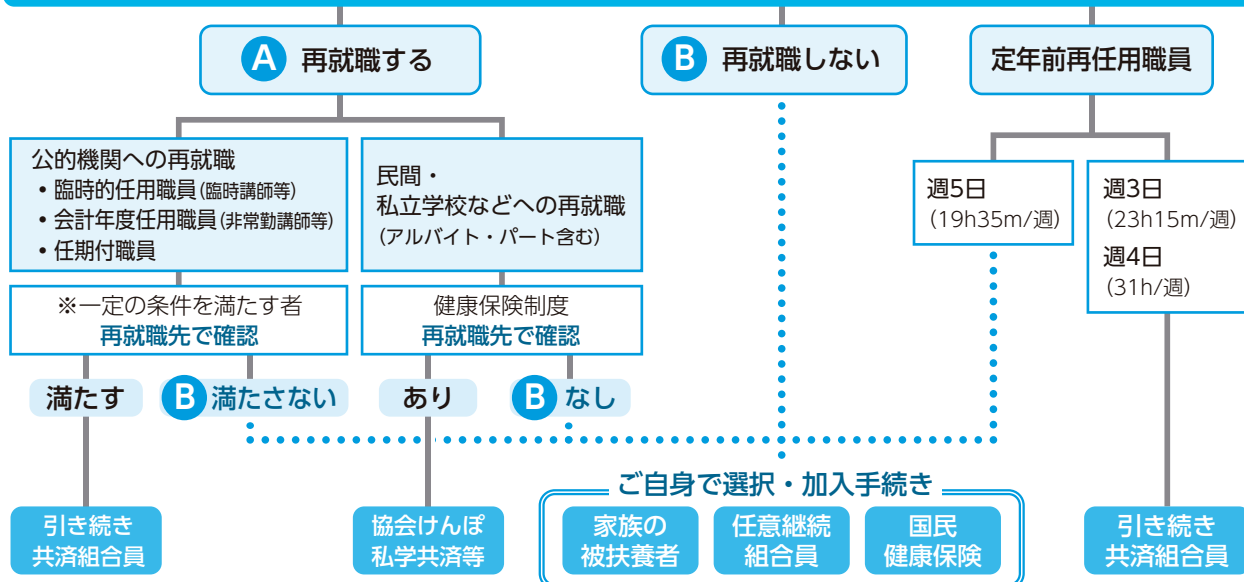 A 再就職する
B 再就職しない
定年前再任用職員
公的機関への再就職
• 臨時的任用職員(臨時講師等)
• 会計年度任用職員(非常勤講師等)
• 任期付職員
民間・
私立学校などへの再就職
(アルバイト・パート含む)
週5日
(19h35m/週)
週3日
(23h15m/週)
週4日
(31h/週)
※一定の条件を満たす者
再就職先で確認
健康保険制度
再就職先で確認
満たす
B 満たさない
あり
B なし
ご自身で選択・加入手続き
引き続き
共済組合員
協会けんぽ
私学共済等
家族の
被扶養者
任意継続
組合員
国民
健康保険
引き続き
共済組合員